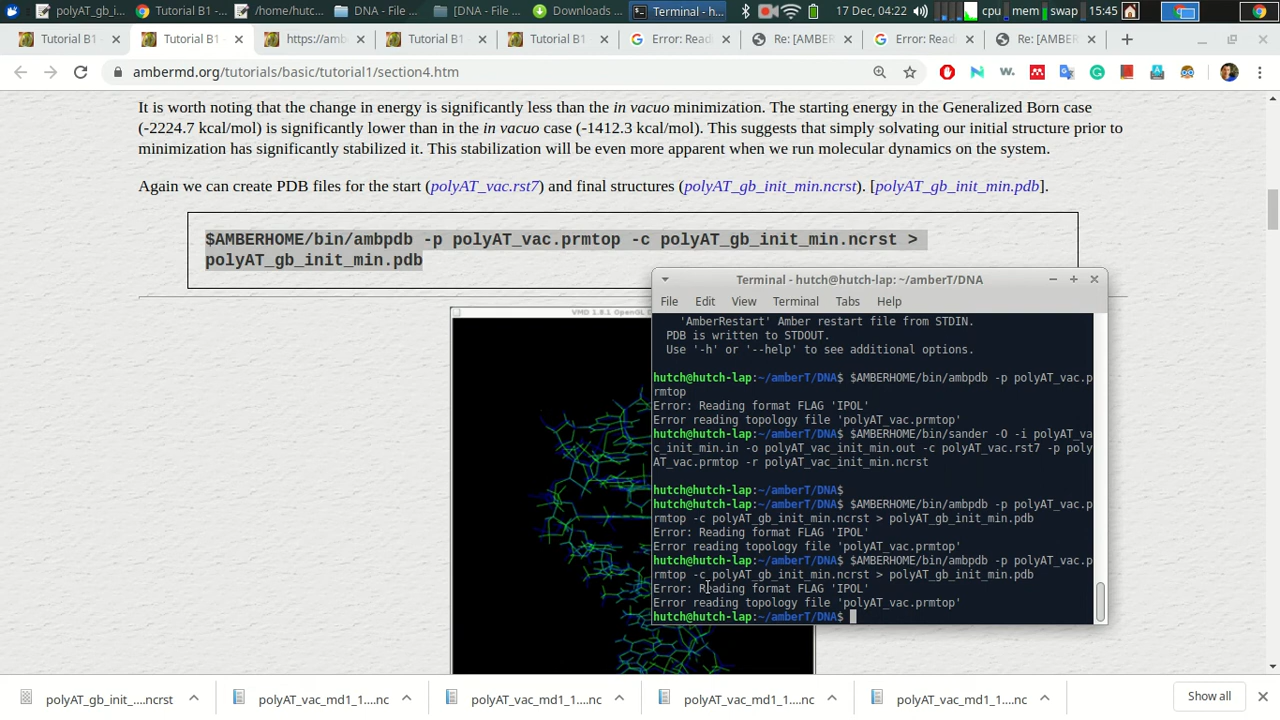 polyAT_gb_i... Tutorial B1 -... ~/home/hutc... DNA - File ... [DNA - File ... Downloads ... Terminal - h... 17 Dec, 04:22 cpu mem swap 15:45
Tutorial B1 - Tutorial B1 - https://amb Tutorial B1 Tutorial B1 - Error: Read Re: [AMBER Error: Read Re: [AMBER
ambermd.org/tutorials/basic/tutorial1/section4.htm
It is worth noting that the change in energy is significantly less than the in vacuo minimization. The starting energy in the Generalized Born case
(-2224.7 kcal/mol) is significantly lower than in the in vacuo case (-1412.3 kcal/mol). This suggests that simply solvating our initial structure prior to
minimization has significantly stabilized it. This stabilization will be even more apparent when we run molecular dynamics on the system.
Again we can create PDB files for the start (polyAT_vac.rst7) and final structures (polyAT_gb_init_min.ncrst). [polyAT_gb_init_min.pdb].
$AMBERHOME/bin/ambpdb -p polyAT_vac.prmtop -c polyAT_gb_init_min.ncrst >
polyAT_gb_init_min.pdb
VMD 1.8.1 OpenGL D
Terminal - hutch@hutch-lap: ~/amberT/DNA
File Edit View Terminal Tabs Help
'AmberRestart' Amber restart file from STDIN.
PDB is written to STDOUT.
Use '-h' or '--help' to see additional options.
hutch@hutch-lap:~/amberT/DNA$ $AMBERHOME/bin/ambpdb -p polyAT_vac.p
rmtop
Error: Reading format FLAG 'IPOL'
Error reading topology file 'polyAT_vac.prmtop'
hutch@hutch-lap:~/amberT/DNA$ $AMBERHOME/bin/sander -O -i polyAT_va
c_init_min.in -o polyAT_vac_init_min.out -c polyAT_vac.rst7 -p poly
AT_vac.prmtop -r polyAT_vac_init_min.ncrst
hutch@hutch-lap:~/amberT/DNA$
hutch@hutch-lap:~/amberT/DNA$ $AMBERHOME/bin/ambpdb -p polyAT_vac.p
rmtop -c polyAT_gb_init_min.ncrst > polyAT_gb_init_min.pdb
Error: Reading format FLAG 'IPOL'
Error reading topology file 'polyAT_vac.prmtop'
hutch@hutch-lap:~/amberT/DNA$ $AMBERHOME/bin/ambpdb -p polyAT_vac.p
rmtop -c polyAT_gb_init_min.ncrst > polyAT_gb_init_min.pdb
Error: Reading format FLAG 'IPOL'
Error reading topology file 'polyAT_vac.prmtop'
hutch@hutch-lap:~/amberT/DNA$
polyAT_gb_init_....ncrst polyAT_vac_md1_1....nc polyAT_vac_md1_1....nc polyAT_vac_md1_1....nc polyAT_vac_md1_1....nc Show all